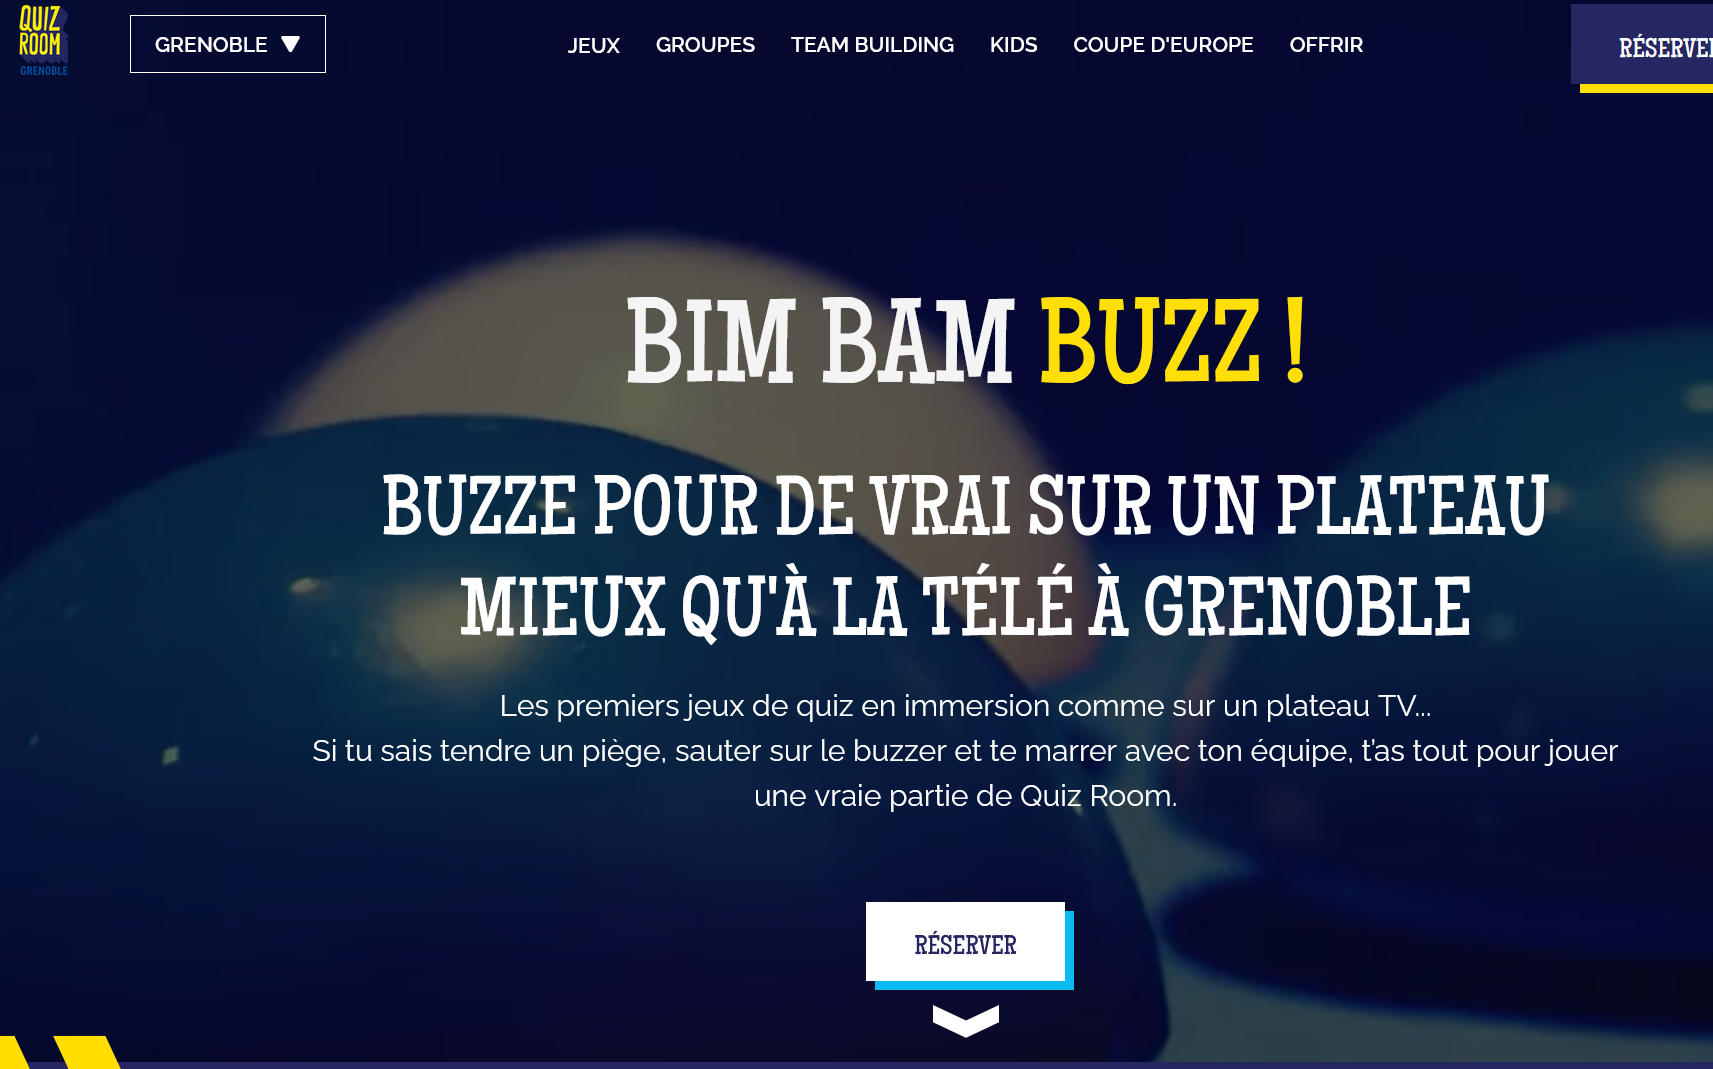 QUIZ
ROOM
GRENOBLE
GRENOBLE
JEUX
GROUPES
TEAM BUILDING
KIDS
COUPE D'EUROPE
OFFRIR
RÉSERVER
BIM BAM BUZZ !
BUZZE POUR DE VRAI SUR UN PLATEAU
MIEUX QU'À LA TÉLÉ À GRENOBLE
Les premiers jeux de quiz en immersion comme sur un plateau TV...
Si tu sais tendre un piège, sauter sur le buzzer et te marrer avec ton équipe, t'as tout pour jouer
une vraie partie de Quiz Room.
RÉSERVER